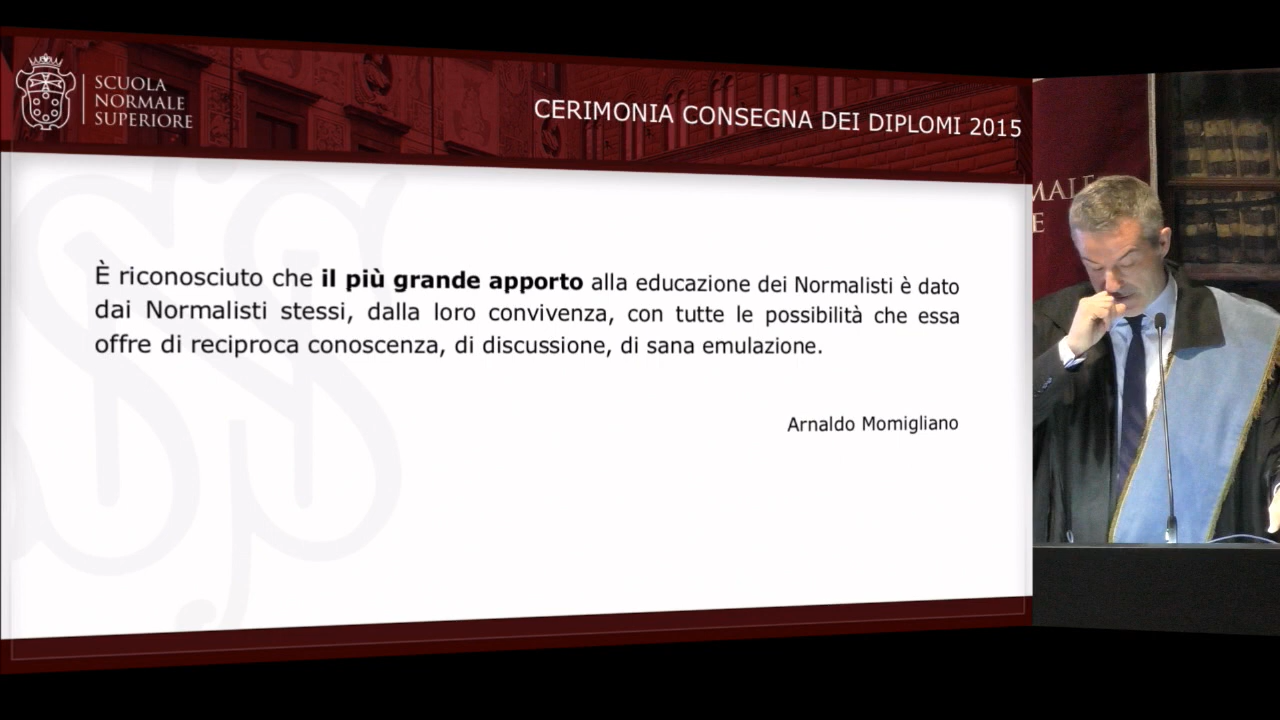 SCUOLA
NORMALE
SUPERIORE
CERIMONIA CONSEGNA DEI DIPLOMI 2015
È riconosciuto che il più grande apporto alla educazione dei Normalisti è dato
dai Normalisti stessi, dalla loro convivenza, con tutte le possibilità che essa
offre di reciproca conoscenza, di discussione, di sana emulazione.
Arnaldo Momigliano